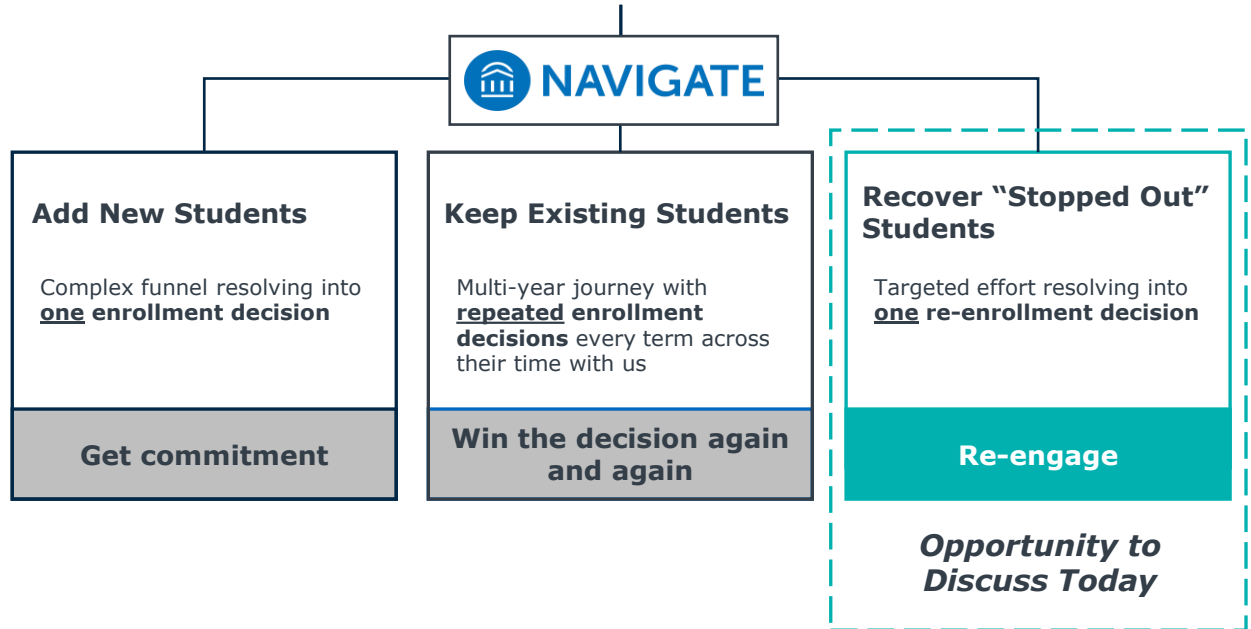 NAVIGATE
Add New Students
Complex funnel resolving into
one enrollment decision
Get commitment
Keep Existing Students
Multi-year journey with
repeated enrollment
decisions every term across
their time with us
Win the decision again
and again
Recover “Stopped Out”
Students
Targeted effort resolving into
one re-enrollment decision
Re-engage
Opportunity to
Discuss Today